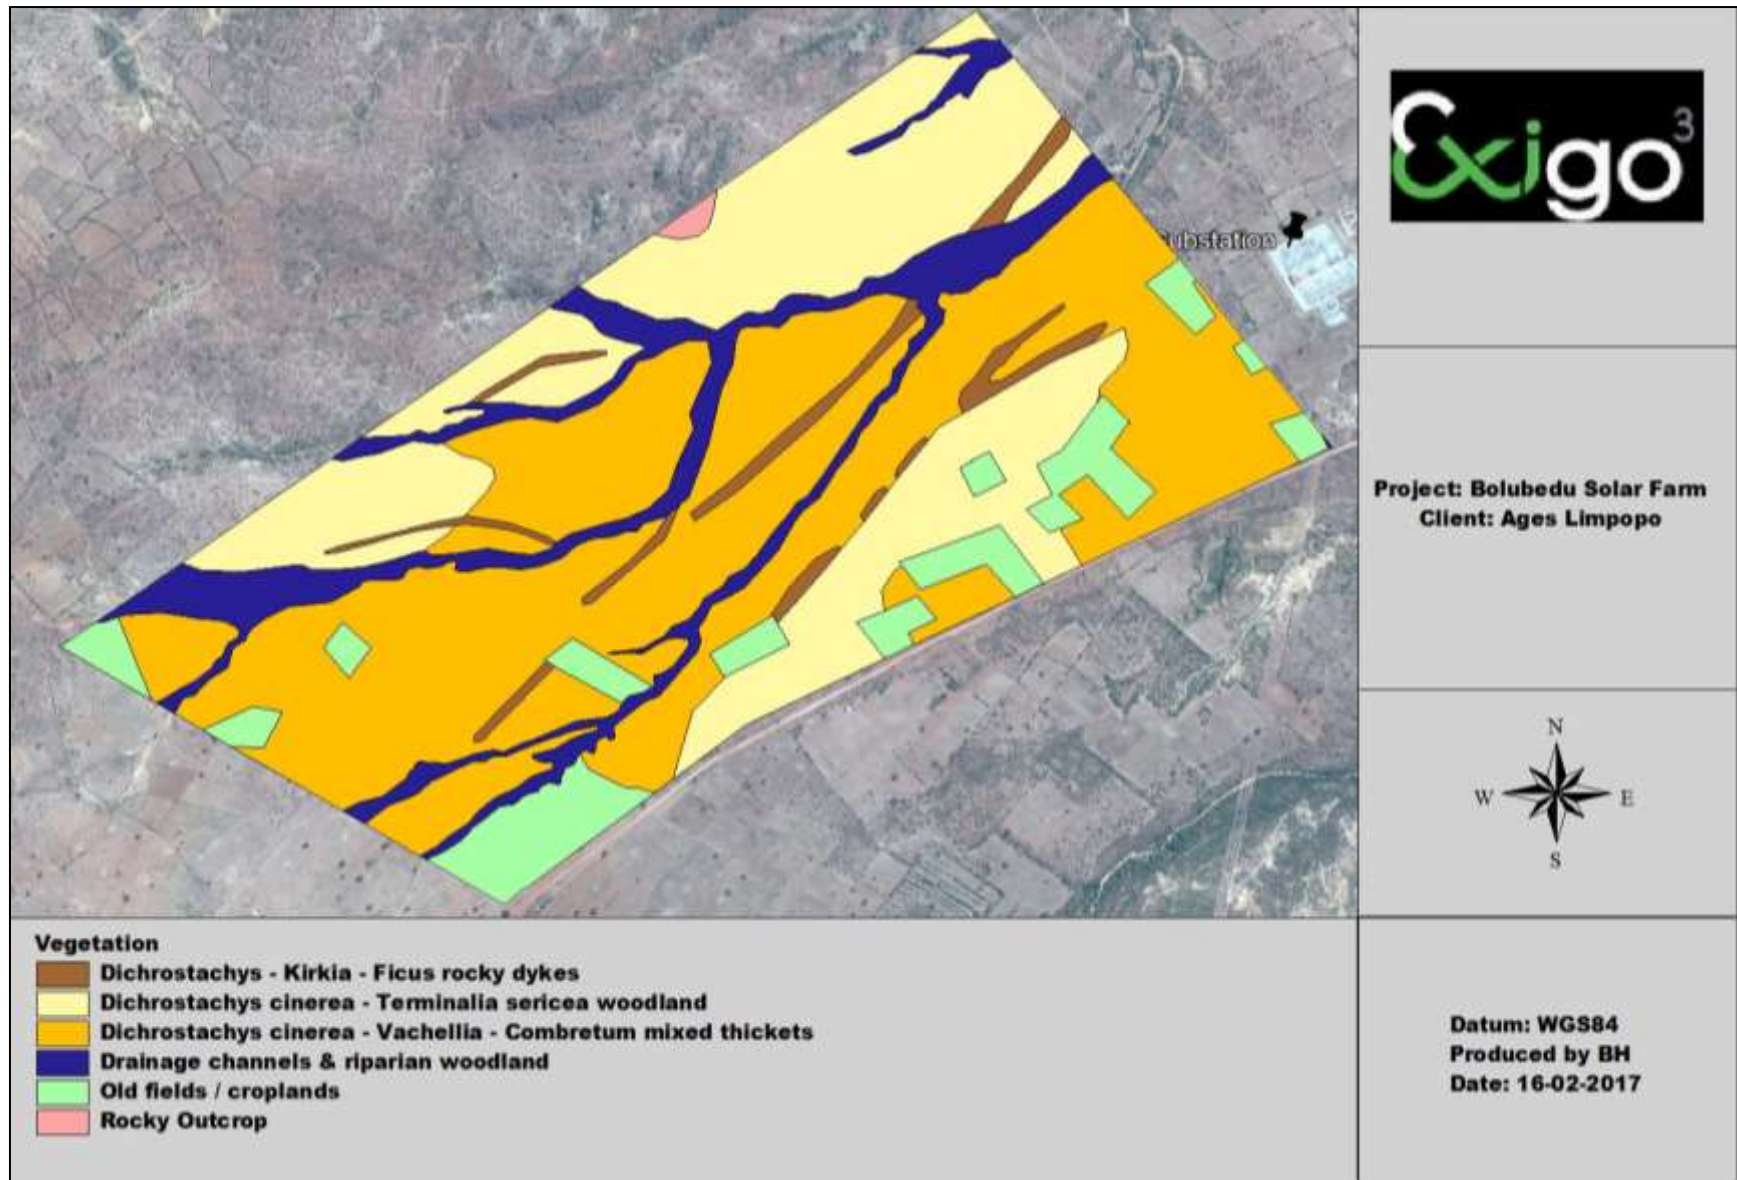 Substation
Exigo3
Project: Bolubedu Solar Farm
Client: Ages Limpopo
N
W
E
S
Vegetation
Dichrostachys - Kirkia - Ficus rocky dykes
Dichrostachys cinerea - Terminalia sericea woodland
Dichrostachys cinerea - Vachellia - Combretum mixed thickets
Drainage channels & riparian woodland
Old fields / croplands
Rocky Outcrop
Datum: WGS84
Produced by BH
Date: 16-02-2017